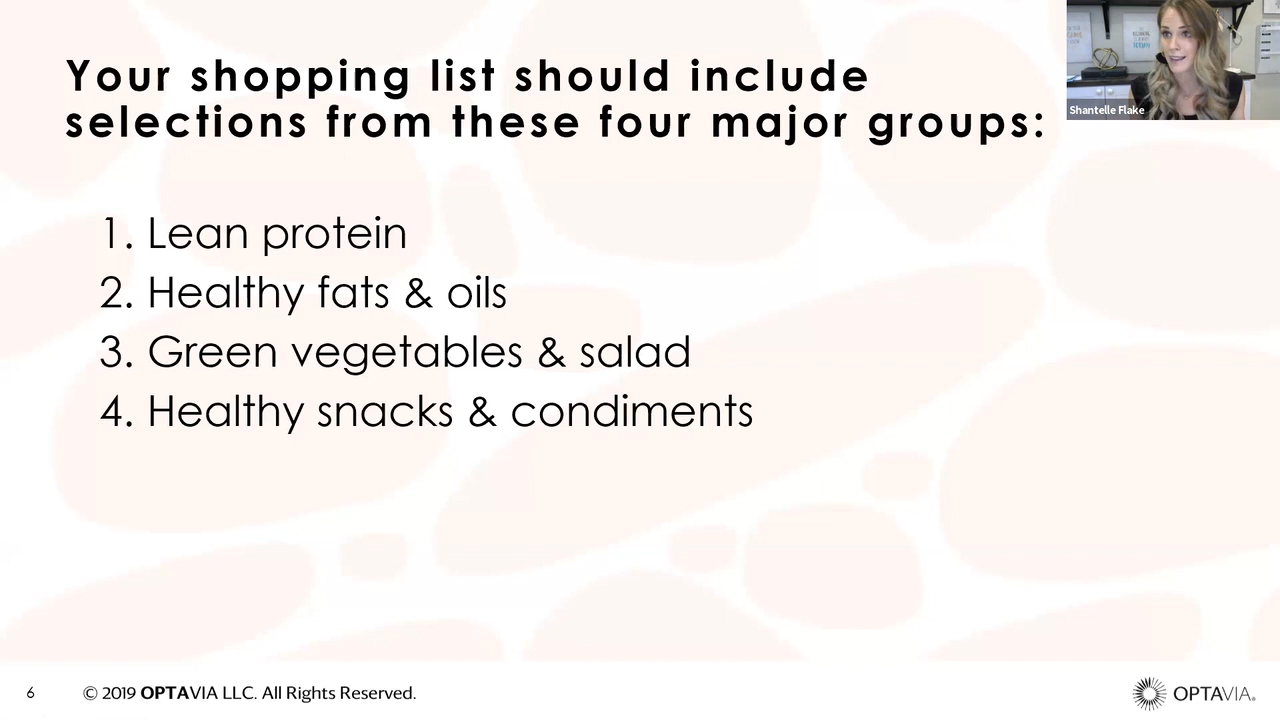 Your shopping list should include
selections from these four major groups:
Shantelle Flake
1. Lean protein
2. Healthy fats & oils
3. Green vegetables & salad
4. Healthy snacks & condiments
6
© 2019 OPTAVIA LLC. All Rights Reserved.
OPTAVIA®